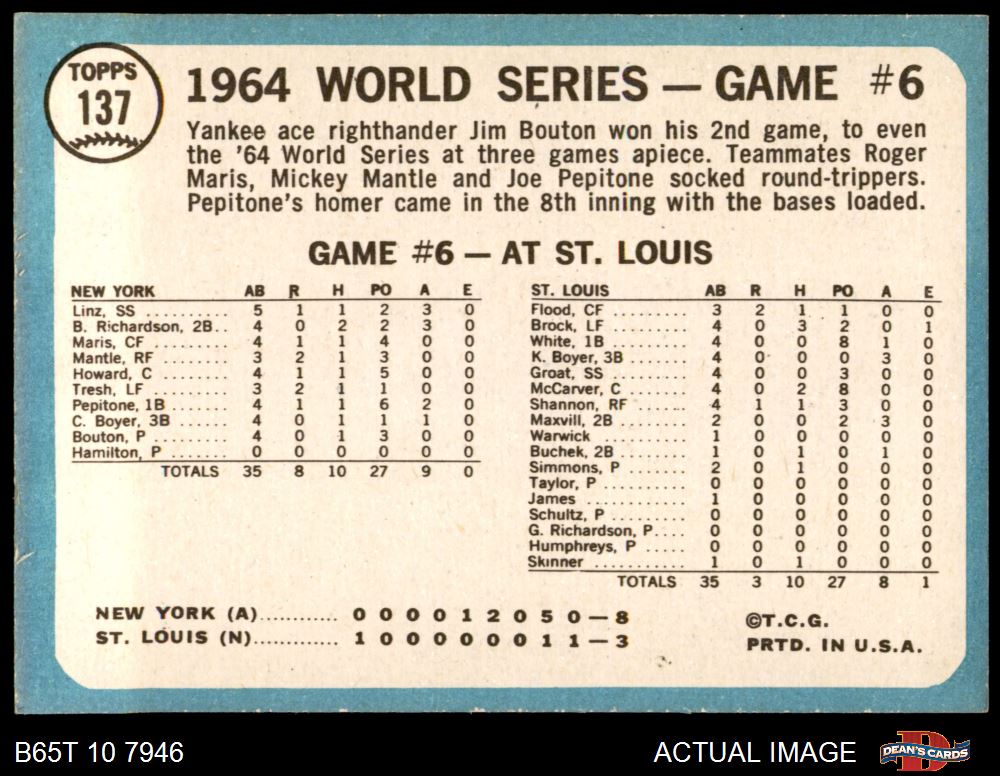 TOPPS
137
1964 WORLD SERIES — GAME #6
Yankee ace righthander Jim Bouton won his 2nd game, to even
the '64 World Series at three games apiece. Teammates Roger
Maris, Mickey Mantle and Joe Pepitone socked round-trippers.
Pepitone's homer came in the 8th inning with the bases loaded.
GAME #6 — AT ST. LOUIS
NEW YORK AB R H PO A E
Linz, SS .......... 5 1 1 2 3 0
B. Richardson, 2B.. 4 0 2 2 3 0
Maris, CF .......... 4 1 1 4 0 0
Mantle, RF ........ 3 2 1 3 0 0
Howard, C ......... 4 1 1 5 0 0
Tresh, LF .......... 3 2 1 1 0 0
Pepitone, 1B ....... 4 1 1 6 2 0
C. Boyer, 3B ....... 4 0 1 1 1 0
Bouton, P .......... 4 0 1 3 0 0
Hamilton, P ........ 0 0 0 0 0 0
TOTALS 35 8 10 27 9 0
ST. LOUIS AB R H PO A E
Flood, CF .......... 3 2 1 1 0 0
Brock, LF .......... 4 0 3 2 0 1
White, 1B .......... 4 0 0 8 1 0
K. Boyer, 3B ....... 4 0 0 0 3 0
Groat, SS .......... 4 0 0 3 0 0
McCarver, C ........ 4 0 2 8 0 0
Shannon, RF ....... 4 1 1 3 0 0
Maxvill, 2B ......... 2 0 0 2 3 0
Warwick ........... 1 0 0 0 0 0
Buchek, 2B ......... 1 0 1 0 1 0
Simmons, P ........ 2 0 1 0 0 0
Taylor, P ........... 0 0 0 0 0 0
James ............. 1 0 0 0 0 0
Schultz, P .......... 0 0 0 0 0 0
G. Richardson, P.... 0 0 0 0 0 0
Humphreys, P ..... 0 0 0 0 0 0
Skinner ........... 1 0 1 0 0 0
TOTALS 35 3 10 27 8 1
NEW YORK (A)............ 0 0 0 0 1 2 0 5 0 — 8
ST. LOUIS (N)............. 1 0 0 0 0 0 0 1 1 — 3
©T.C.G.
PRTD. IN U.S.A.
B65T 10 7946
ACTUAL IMAGE
D
DEAN'S CARDS